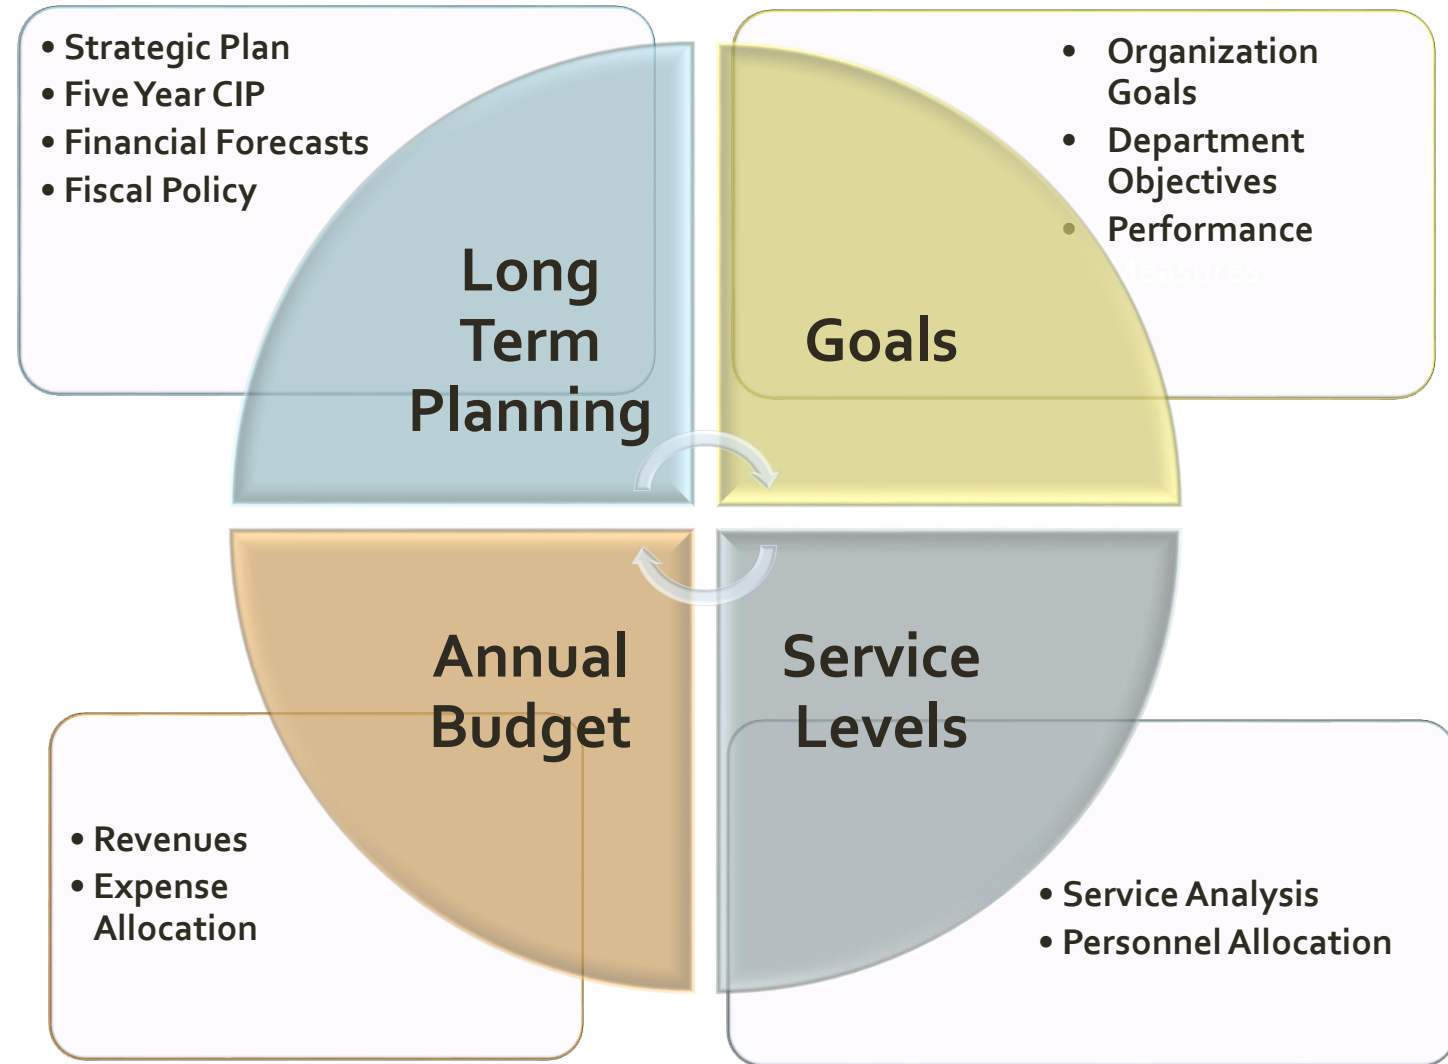 • Strategic Plan
• Five Year CIP
• Financial Forecasts
• Fiscal Policy
Long
Term
Planning
• Organization
Goals
• Department
Objectives
• Performance
Measures
Goals
Annual
Budget
• Revenues
• Expense
Allocation
Service
Levels
• Service Analysis
• Personnel Allocation